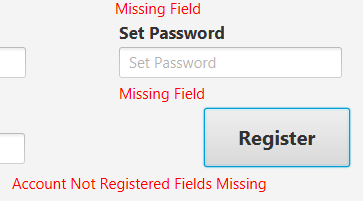 Missing Field
Set Password
Set Password
Missing Field
Register
Account Not Registered Fields Missing